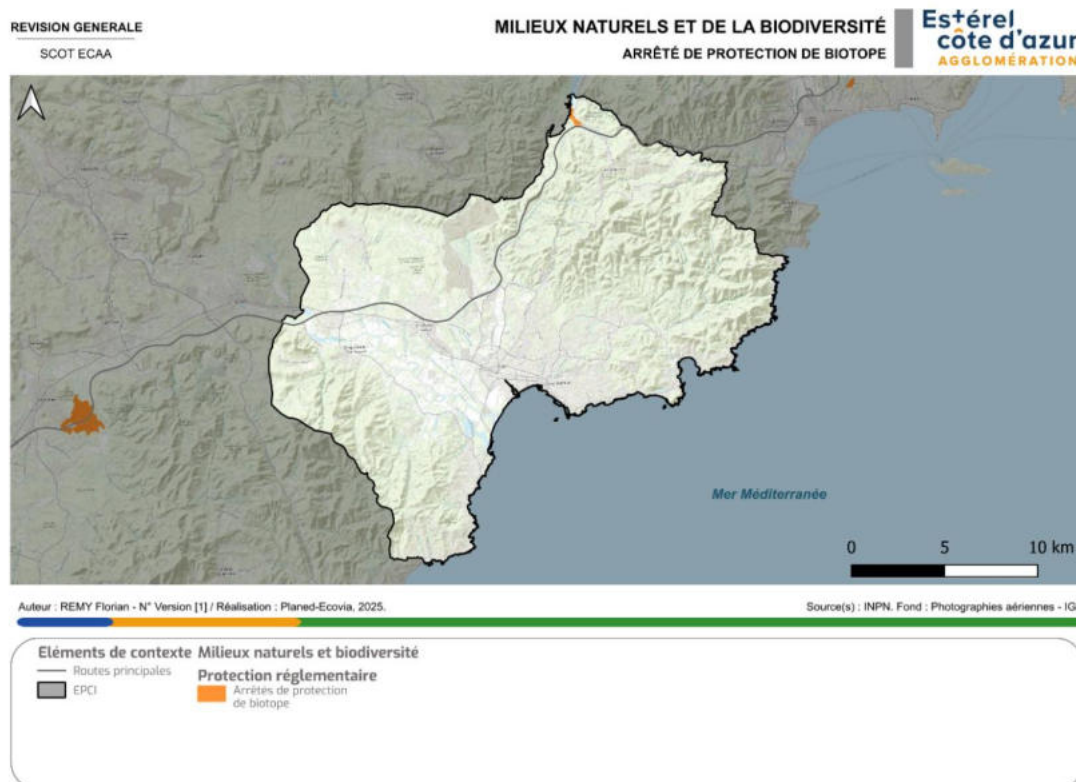 REVISION GENERALE
SCOT ECAA
MILIEUX NATURELS ET DE LA BIODIVERSITÉ
ARRÊTÉ DE PROTECTION DE BIOTOPE
Estérel
côte d'azur
AGGLOMÉRATION
Mer Méditerranée
0 5 10 km
Auteur : REMY Florian - N° Version [1] / Réalisation : Planed-Ecovia, 2025.
Source(s) : INPN. Fond : Photographies aériennes - IG
Eléments de contexte
Routes principales
EPCI
Milieux naturels et biodiversité
Protection réglementaire
Arrêtés de protection
de biotope